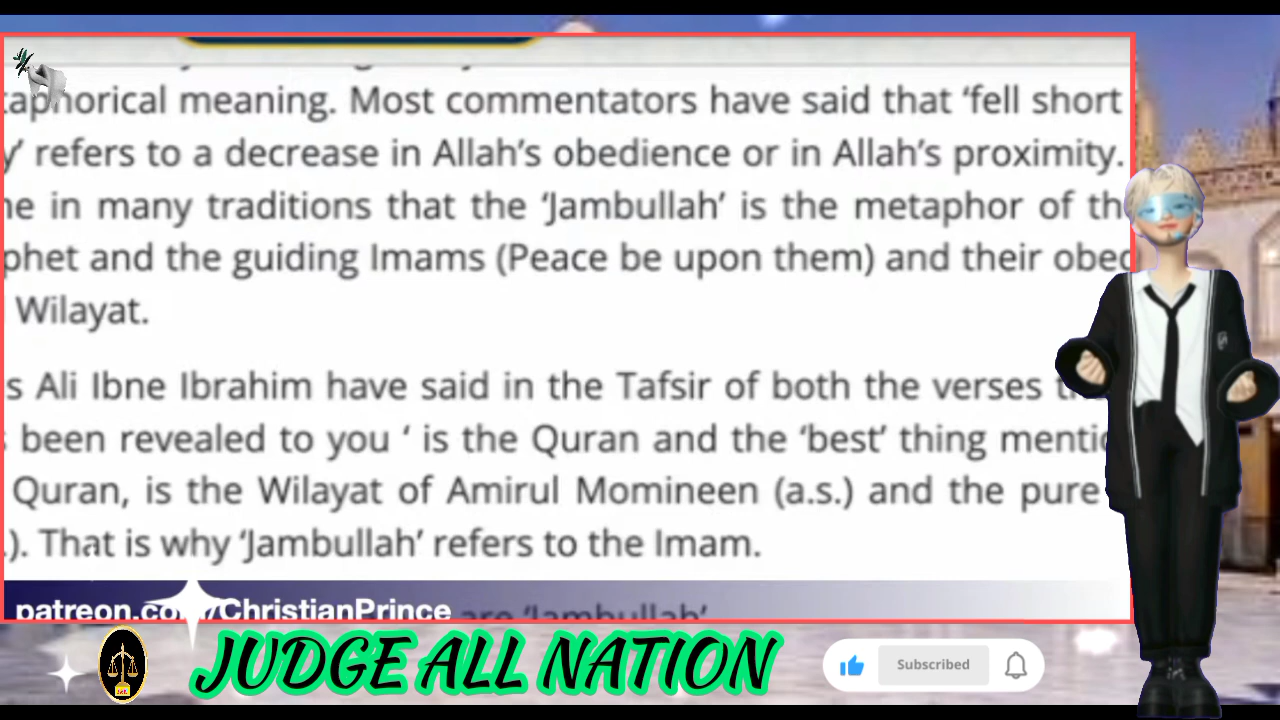 taphorical meaning. Most commentators have said that ‘fell short
y’ refers to a decrease in Allah’s obedience or in Allah’s proximity.
ne in many traditions that the ‘Jambullah’ is the metaphor of th
phet and the guiding Imams (Peace be upon them) and their obed
Wilayat.
s Ali Ibne Ibrahim have said in the Tafsir of both the verses
been revealed to you ‘ is the Quran and the ‘best’ thing mentio
Quran, is the Wilayat of Amirul Momineen (a.s.) and the pure
.). That is why ‘Jambullah’ refers to the Imam.
patreon.com/ChristianPrince are ‘Jambullah’
JUDGE ALL NATION
Subscribed